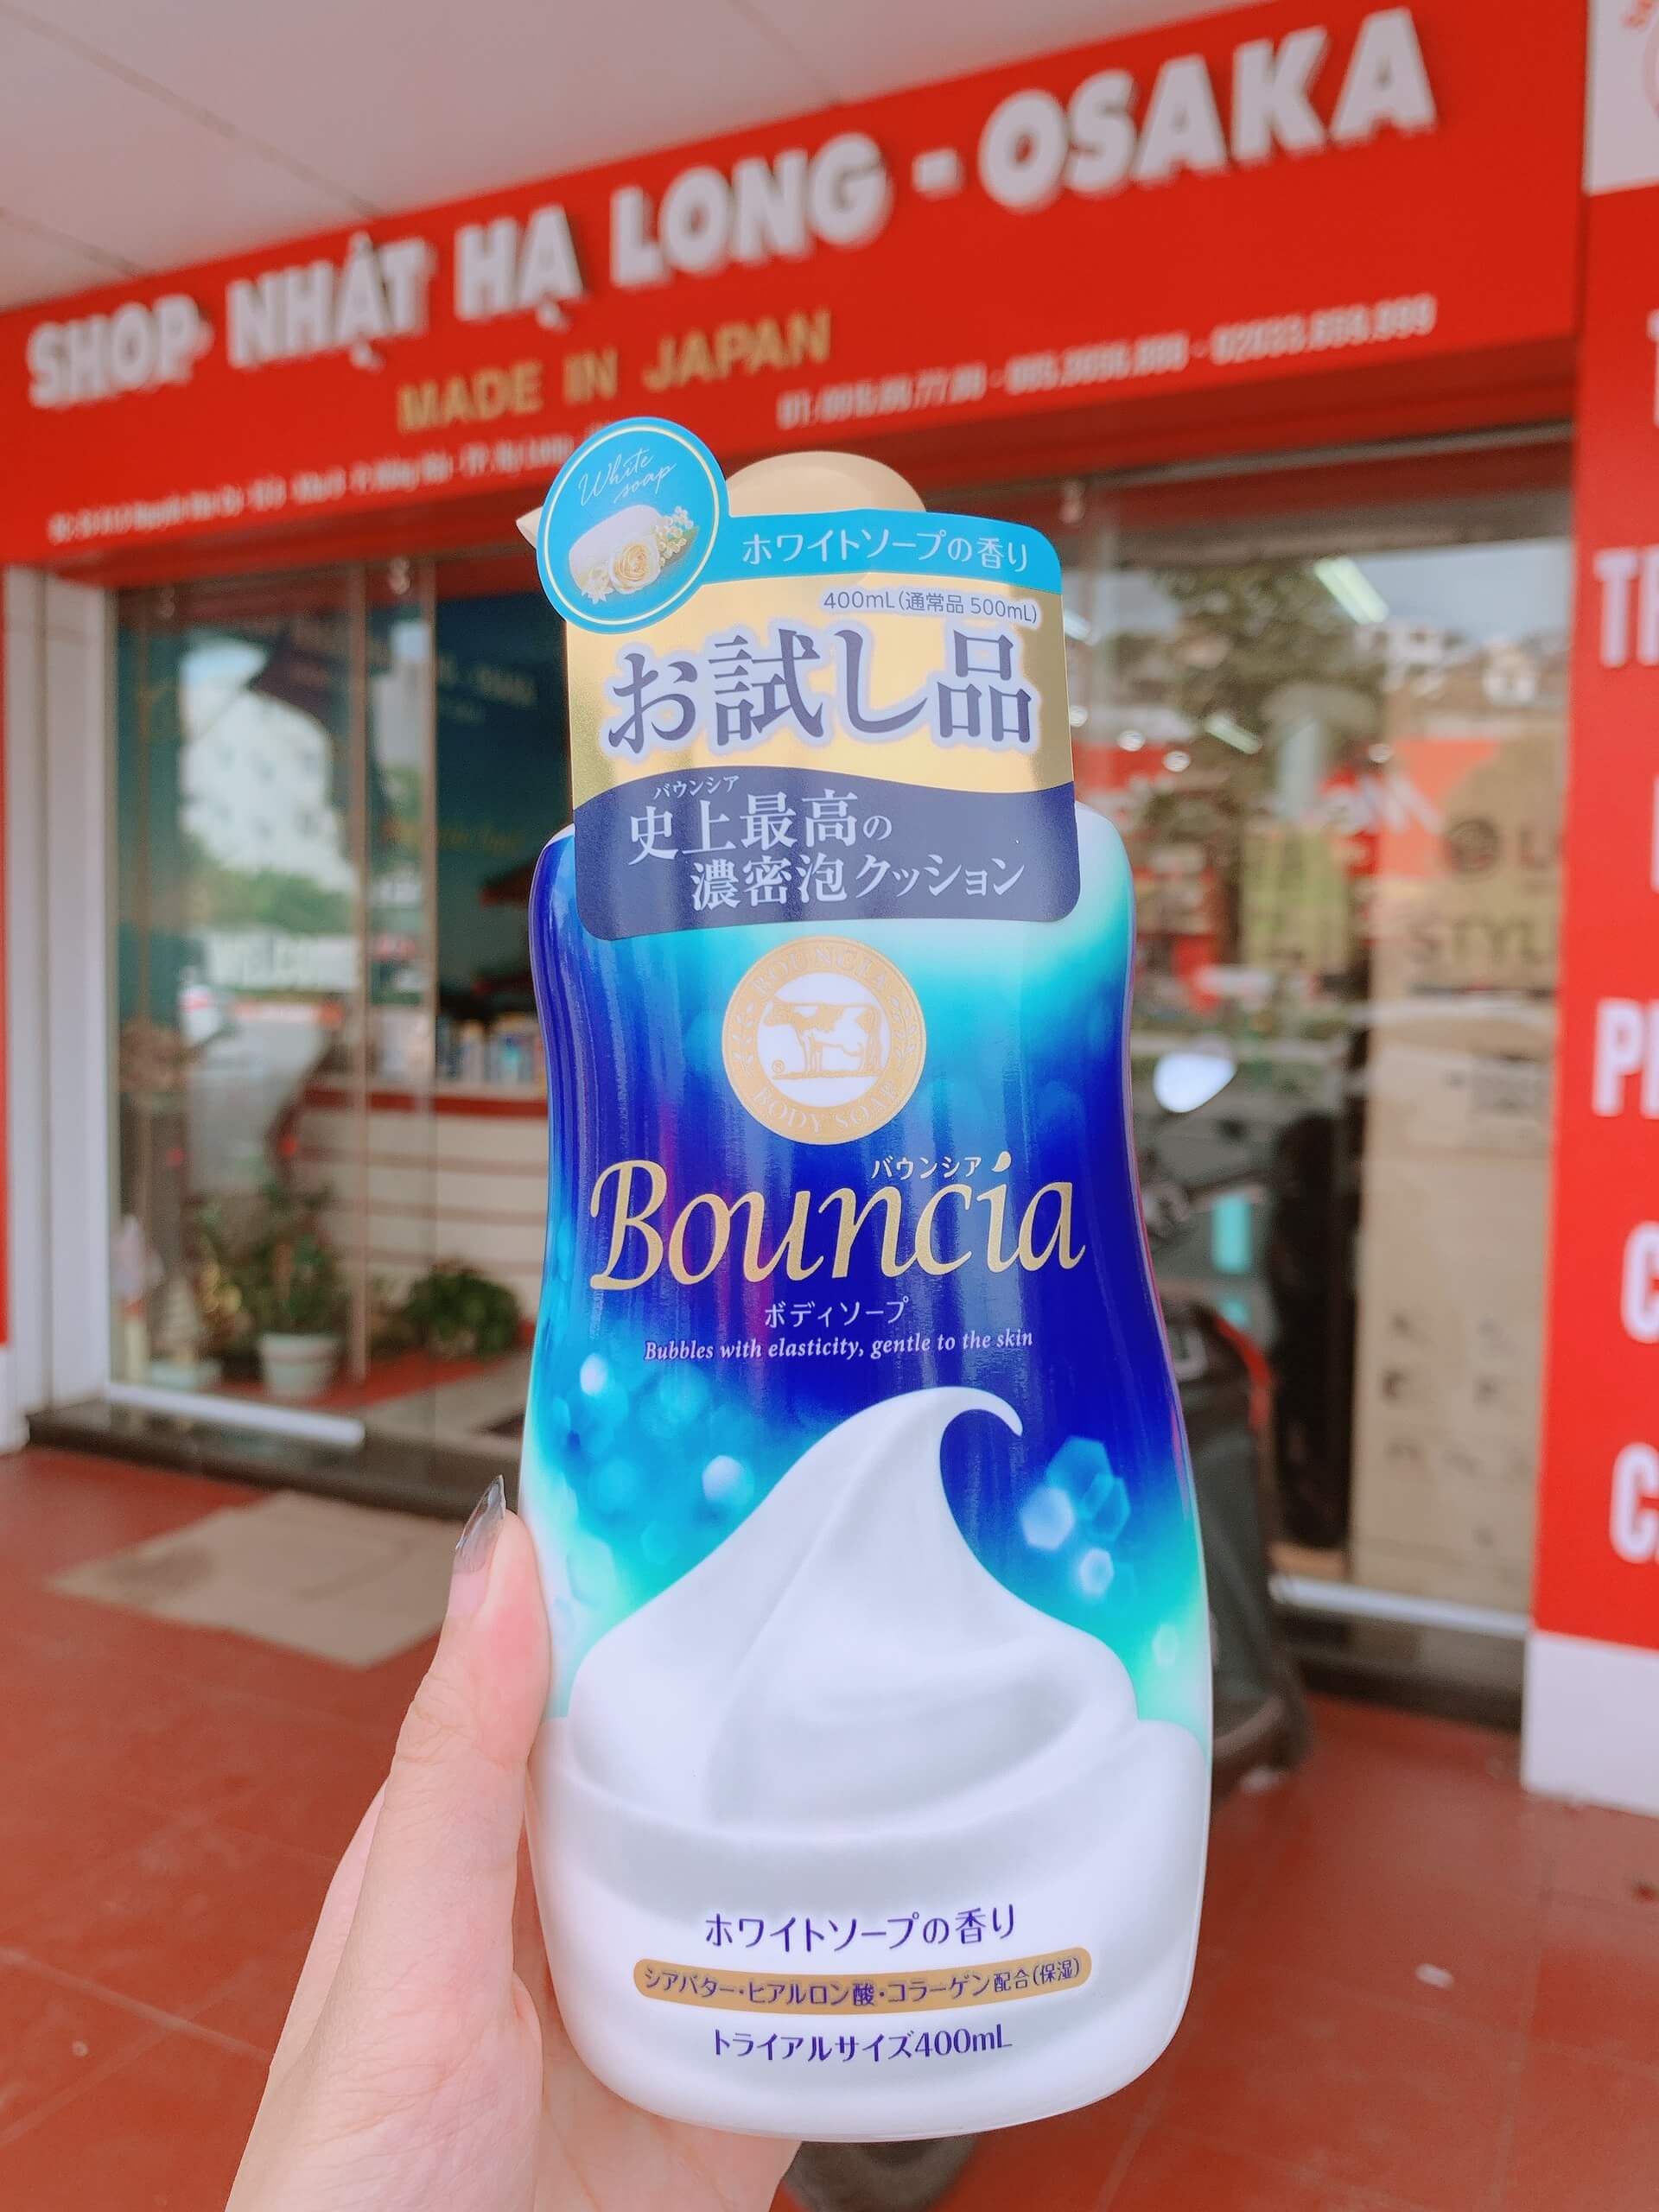 SHOP NHẬT HẠ LONG - OSAKA
MADE IN JAPAN
White
soap
ホワイトソープの香り
400mL(通常品 500mL)
お試し品
バウンシア
史上最高の
濃密泡クッション
BOUNCIA
BODY SOAP
バウンシア
Bouncia
ボディソープ
Bubbles with elasticity, gentle to the skin
ホワイトソープの香り
シアバター・ヒアルロン酸・コラーゲン配合(保湿)
トライアルサイズ400mL